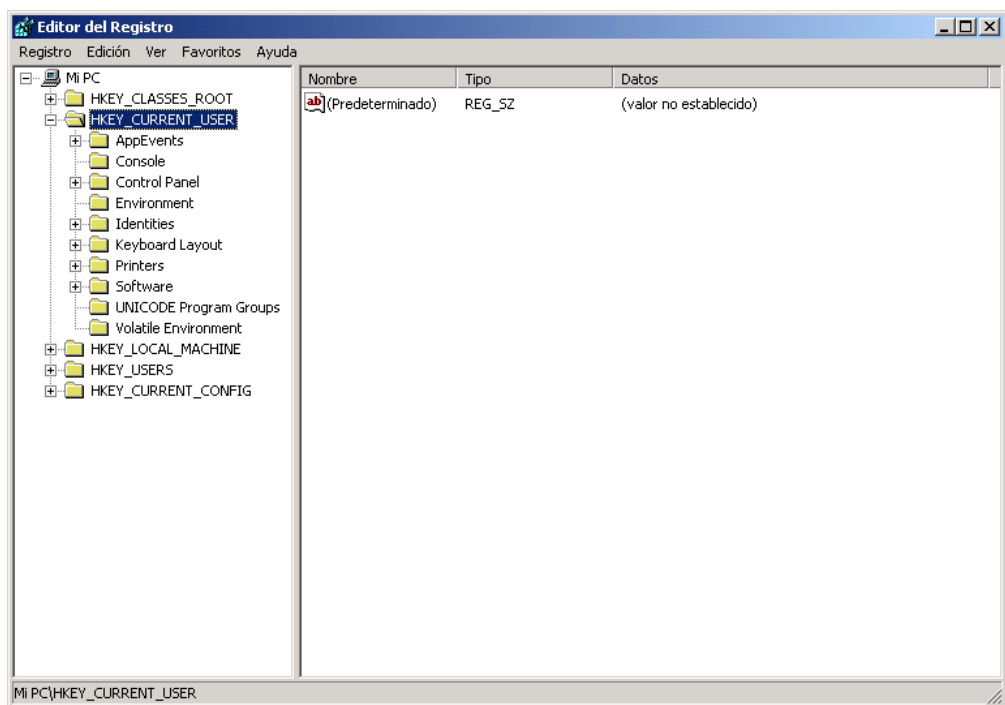 Editor del Registro
Registro Edición Ver Favoritos Ayuda
Mi PC
HKEY_CLASSES_ROOT
HKEY_CURRENT_USER
AppEvents
Console
Control Panel
Environment
Identities
Keyboard Layout
Printers
Software
UNICODE Program Groups
Volatile Environment
HKEY_LOCAL_MACHINE
HKEY_USERS
HKEY_CURRENT_CONFIG
Nombre Tipo Datos
ab (Predeterminado) REG_SZ (valor no establecido)
Mi PC\HKEY_CURRENT_USER